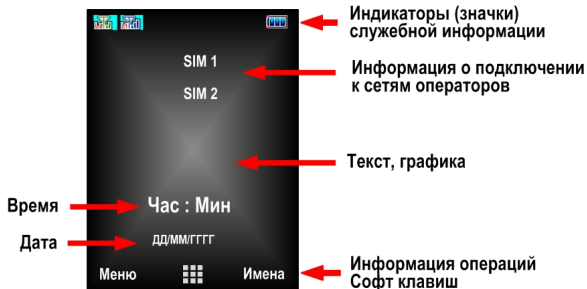 Индикаторы (значки)
служебной информации
SIM 1
SIM 2
Информация о подключении
к сетям операторов
Текст, графика
Время
Час : Мин
Дата
ДД/ММ/ГГГГ
Меню
Имена
Информация операций
Софт клавиш